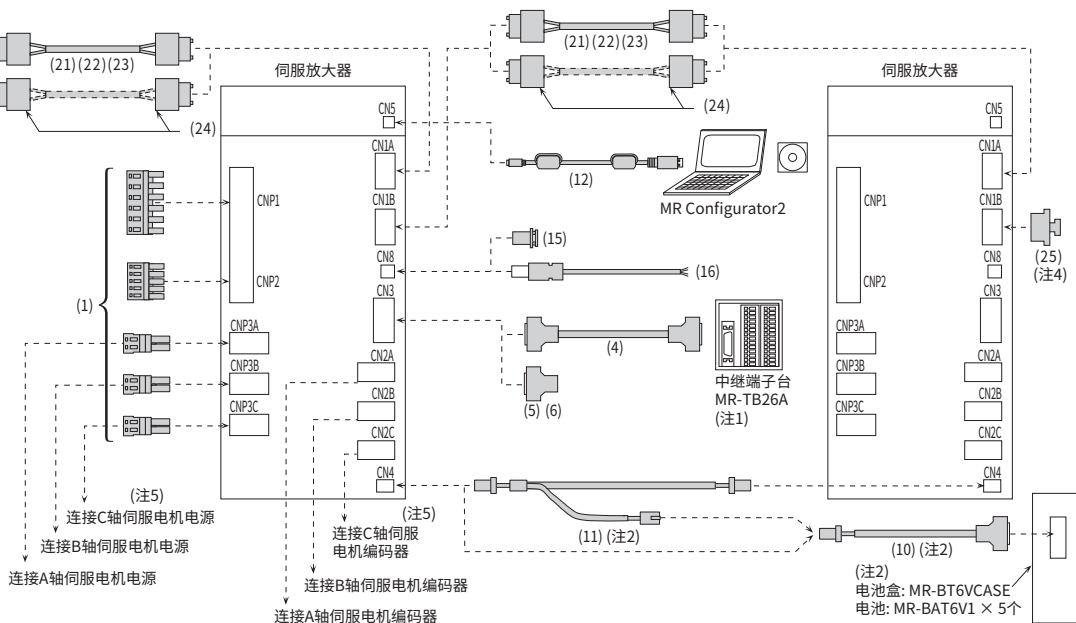 (21)(22)(23)
(24)
伺服放大器
CN5
CN1A
CN1B
CN8
CN3
CN2A
CN2B
CN2C
CN4
CNP1
CNP2
CNP3A
CNP3B
CNP3C
(1)
(注5)
连接C轴伺服电机电源
连接B轴伺服电机电源
连接A轴伺服电机电源
(注5)
连接C轴伺服
电机编码器
连接B轴伺服电机编码器
连接A轴伺服电机编码器
(21)(22)(23)
(24)
(12)
MR Configurator2
(15)
(16)
(4)
(5) (6)
中继端子台
MR-TB26A
(注1)
(11) (注2)
(10) (注2)
(注2)
电池盒: MR-BT6VCASE
电池: MR-BAT6V1 × 5个
伺服放大器
CN5
CN1A
CN1B
CN8
CN3
CN2A
CN2B
CN2C
CN4
CNP1
CNP2
CNP3A
CNP3B
CNP3C
(25)
(注4)